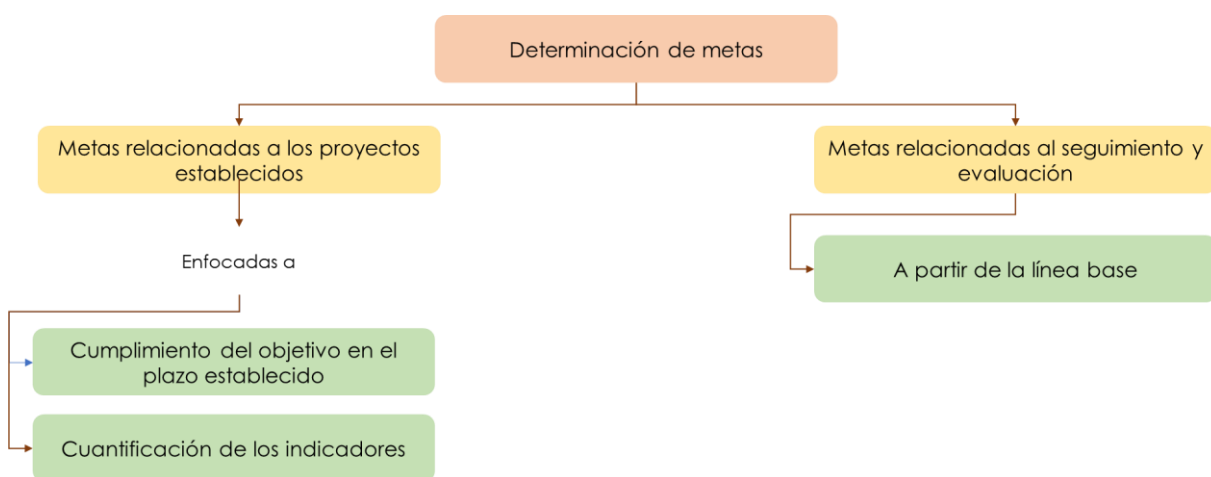 Determinación de metas
Metas relacionadas a los proyectos
establecidos
Metas relacionadas al seguimiento y
evaluación
Enfocadas a
A partir de la línea base
Cumplimiento del objetivo en el
plazo establecido
Cuantificación de los indicadores